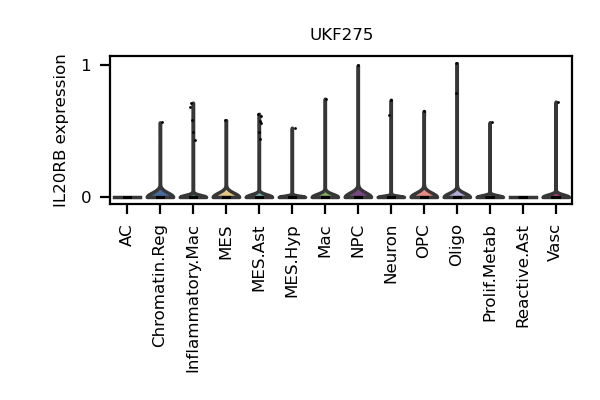 UKF275
IL20RB expression
1
0
AC
Chromatin.Reg
Inflammatory.Mac
MES
MES.Ast
MES.Hyp
Mac
NPC
Neuron
OPC
Oligo
Prolif.Metab
Reactive.Ast
Vasc